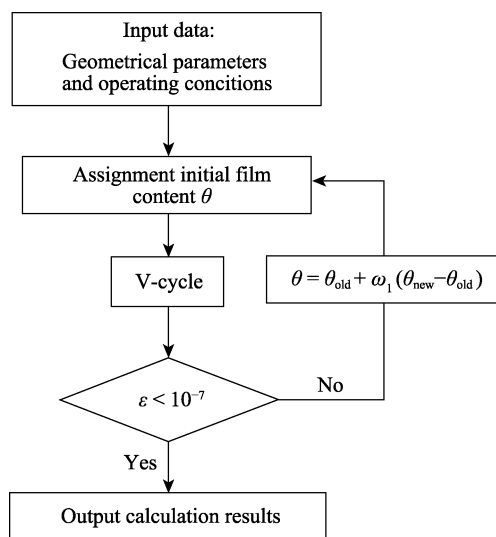 Input data:
Geometrical parameters
and operating concitions
Assignment initial film
content θ
V-cycle
θ = θold + ω1 (θnew−θold)
ε < 10⁻⁷
No
Yes
Output calculation results